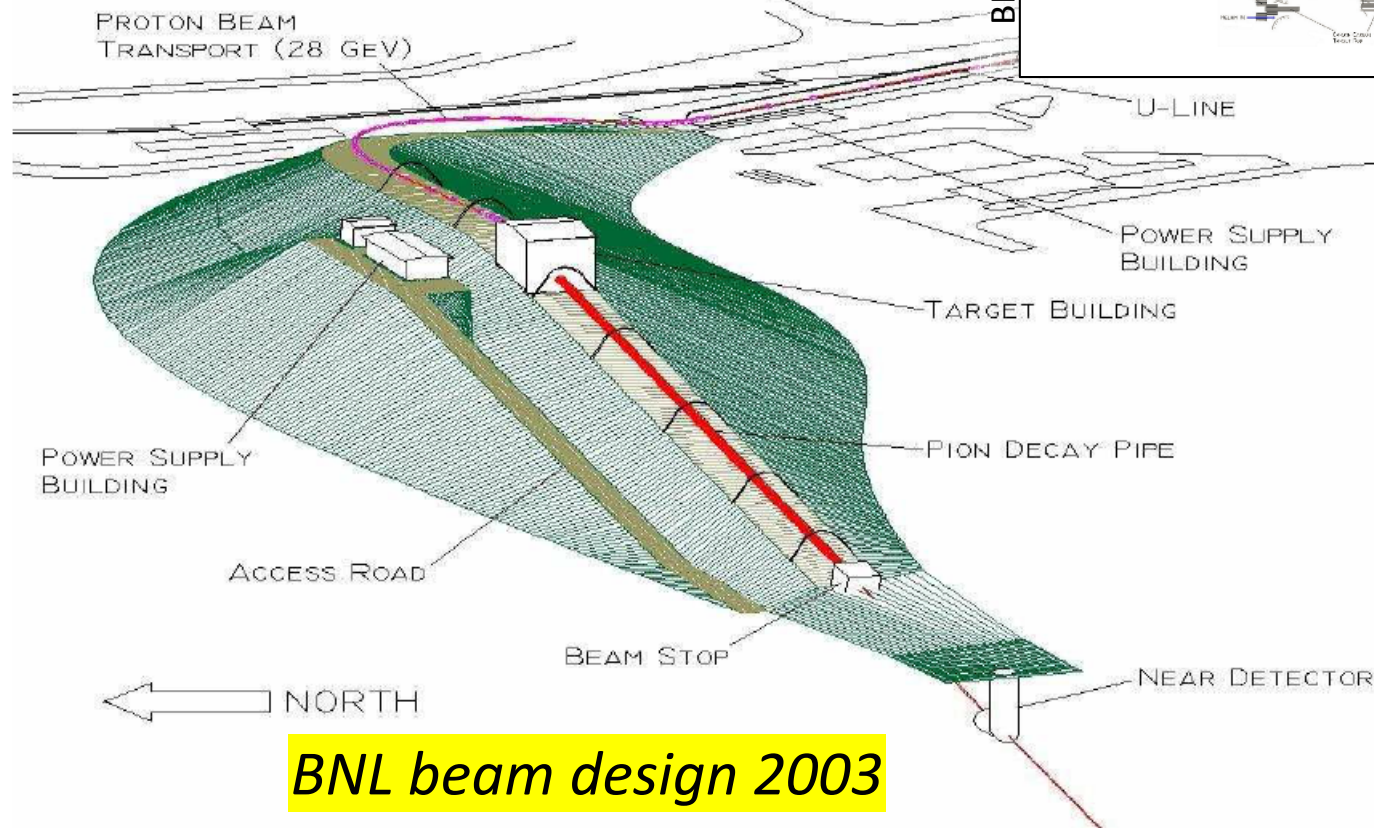 PROTON BEAM
TRANSPORT (28 GEV)
U-LINE
POWER SUPPLY
BUILDING
TARGET BUILDING
PION DECAY PIPE
POWER SUPPLY
BUILDING
ACCESS ROAD
BEAM STOP
NEAR DETECTOR
NORTH
BNL beam design 2003